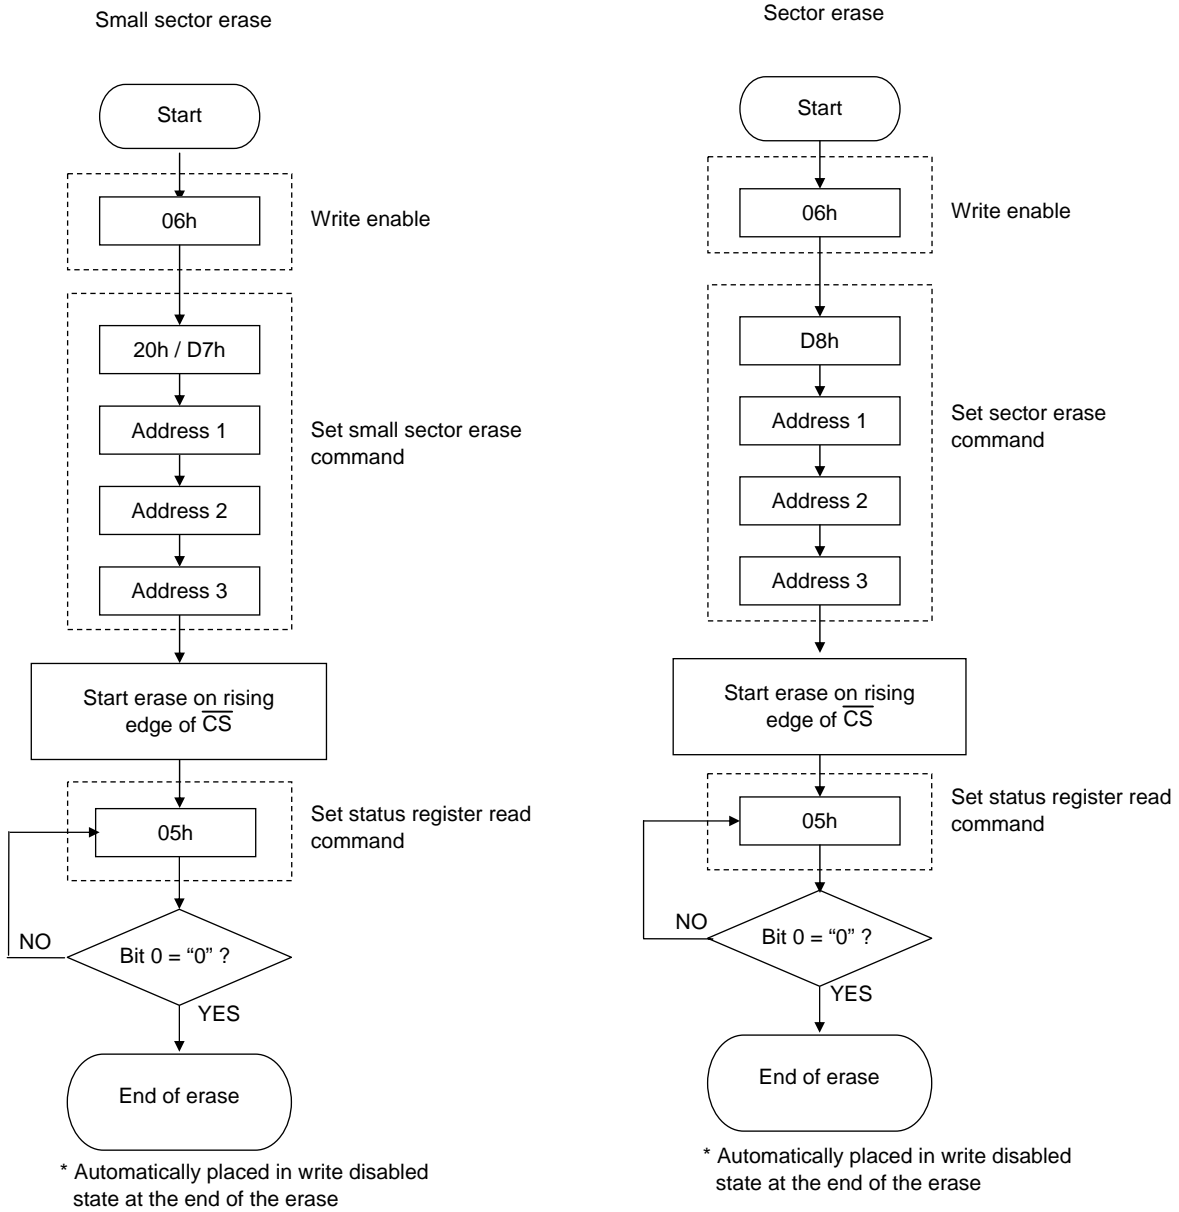 Small sector erase
Start
06h
Write enable
20h / D7h
Address 1
Address 2
Address 3
Set small sector erase
command
Start erase on rising
edge of C̅S̅
05h
Set status register read
command
NO
Bit 0 = “0” ?
YES
End of erase
* Automatically placed in write disabled
state at the end of the erase
Sector erase
Start
06h
Write enable
D8h
Address 1
Address 2
Address 3
Set sector erase
command
Start erase on rising
edge of C̅S̅
05h
Set status register read
command
NO
Bit 0 = “0” ?
YES
End of erase
* Automatically placed in write disabled
state at the end of the erase